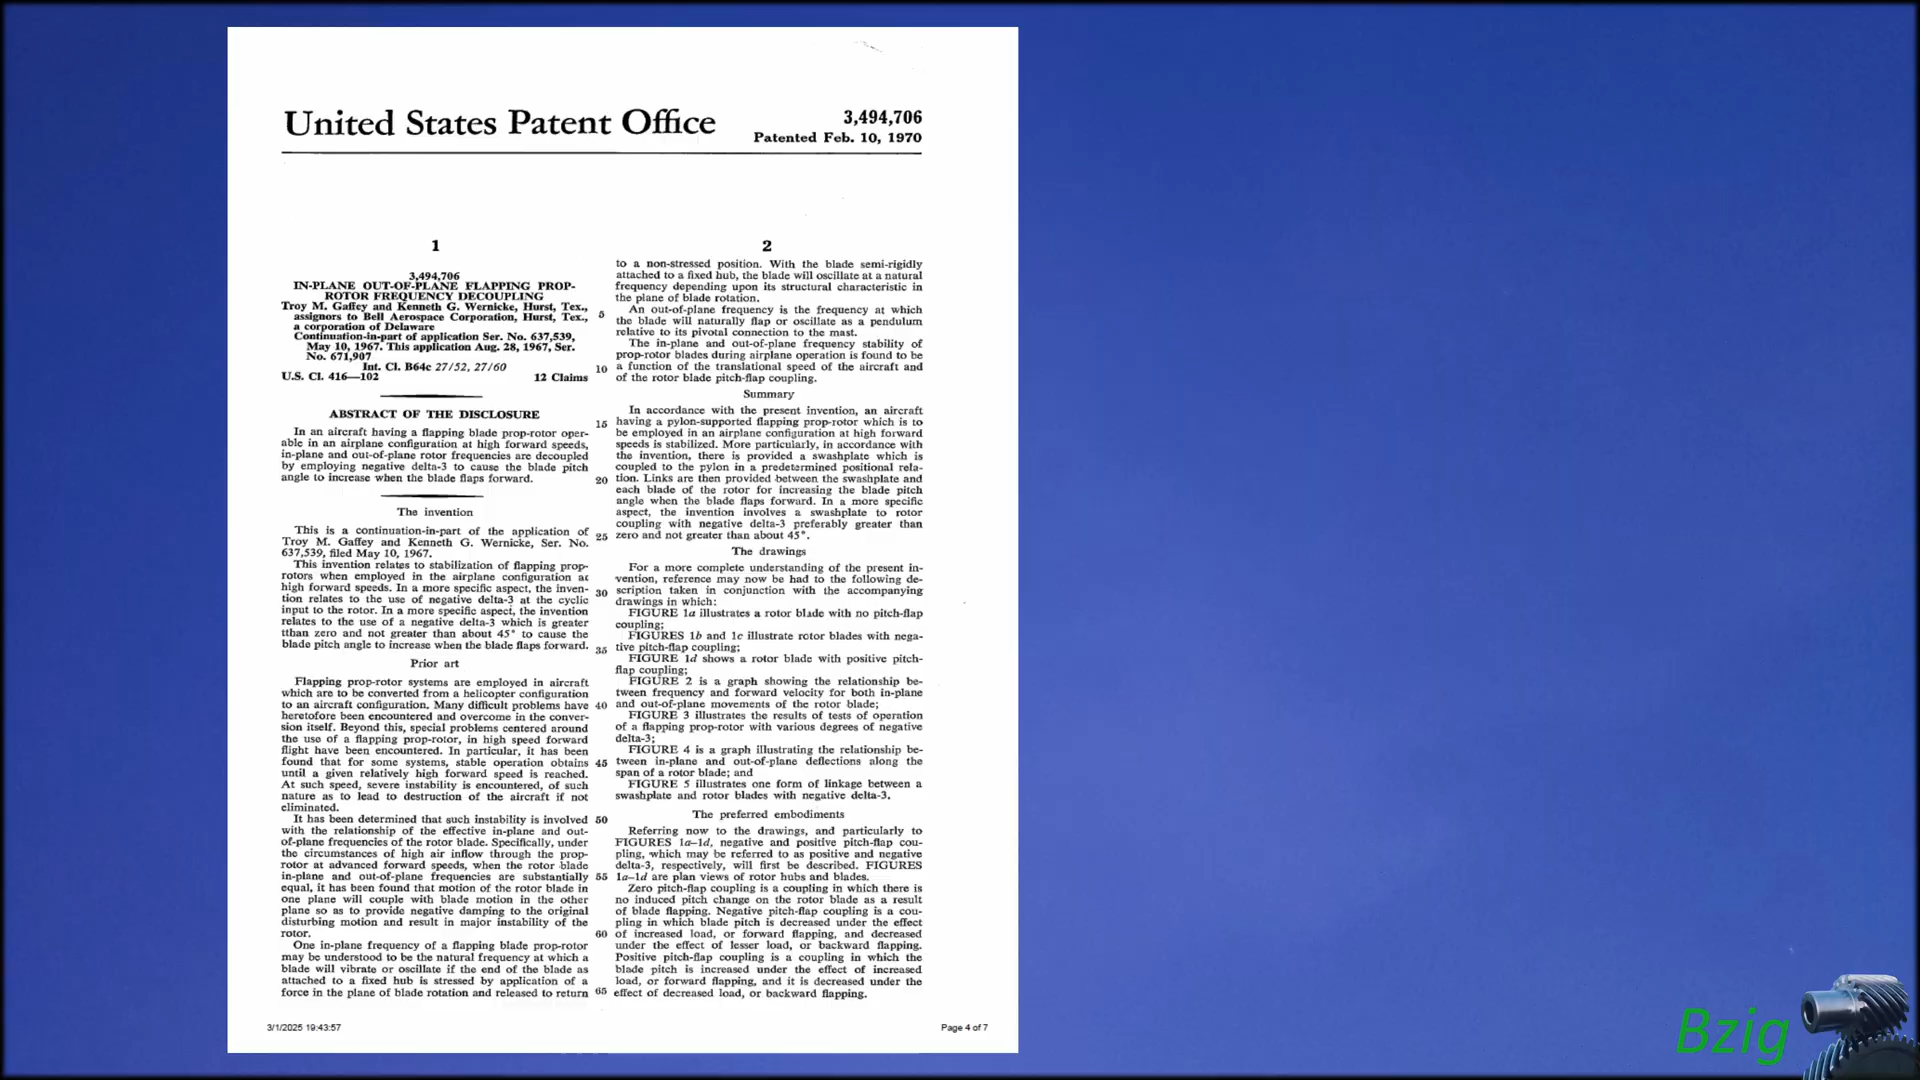 United States Patent Office
3,494,706
Patented Feb. 10, 1970
1
3,494,706
IN-PLANE OUT-OF-PLANE FLAPPING PROP-
ROTOR FREQUENCY DECOUPLING
Troy M. Gaffey and Kenneth G. Wernicke, Hurst, Tex.,
assignors to Bell Aerospace Corporation, Hurst, Tex.,
a corporation of Delaware
Continuation-in-part of application Ser. No. 637,539,
May 10, 1967. This application Aug. 28, 1967, Ser.
No. 671,907
Int. Cl. B64c 27/52, 27/60
U.S. Cl. 416—102 12 Claims
ABSTRACT OF THE DISCLOSURE
In an aircraft having a flapping blade prop-rotor oper-
able in an airplane configuration at high forward speeds,
in-plane and out-of-plane rotor frequencies are decoupled
by employing negative delta-3 to cause the blade pitch
angle to increase when the blade flaps forward.
The invention
This is a continuation-in-part of the application of
Troy M. Gaffey and Kenneth G. Wernicke, Ser. No.
637,539, filed May 10, 1967.
This invention relates to stabilization of flapping prop-
rotors when employed in the airplane configuration at
high forward speeds. In a more specific aspect, the inven-
tion relates to the use of negative delta-3 at the cyclic
input to the rotor. In a more specific aspect, the invention
relates to the use of a negative delta-3 which is greater
tthan zero and not greater than about 45° to cause the
blade pitch angle to increase when the blade flaps forward.
Prior art
Flapping prop-rotor systems are employed in aircraft
which are to be converted from a helicopter configuration
to an aircraft configuration. Many difficult problems have
heretofore been encountered and overcome in the conver-
sion itself. Beyond this, special problems centered around
the use of a flapping prop-rotor, in high speed forward
flight have been encountered. In particular, it has been
found that for some systems, stable operation obtains
until a given relatively high forward speed is reached.
At such speed, severe instability is encountered, of such
nature as to lead to destruction of the aircraft if not
eliminated.
It has been determined that such instability is involved
with the relationship of the effective in-plane and out-
of-plane frequencies of the rotor blade. Specifically, under
the circumstances of high air inflow through the prop-
rotor at advanced forward speeds, when the rotor blade
in-plane and out-of-plane frequencies are substantially
equal, it has been found that motion of the rotor blade in
one plane will couple with blade motion in the other
plane so as to provide negative damping to the original
disturbing motion and result in major instability of the
rotor.
One in-plane frequency of a flapping blade prop-rotor
may be understood to be the natural frequency at which a
blade will vibrate or oscillate if the end of the blade as
attached to a fixed hub is stressed by application of a
force in the plane of blade rotation and released to return
5
10
15
20
25
30
35
40
45
50
55
60
65
2
to a non-stressed position. With the blade semi-rigidly
attached to a fixed hub, the blade will oscillate at a natural
frequency depending upon its structural characteristic in
the plane of blade rotation.
An out-of-plane frequency is the frequency at which
the blade will naturally flap or oscillate as a pendulum
relative to its pivotal connection to the mast.
The in-plane and out-of-plane frequency stability of
prop-rotor blades during airplane operation is found to be
a function of the translational speed of the aircraft and
of the rotor blade pitch-flap coupling.
Summary
In accordance with the present invention, an aircraft
having a pylon-supported flapping prop-rotor which is to
be employed in an airplane configuration at high forward
speeds is stabilized. More particularly, in accordance with
the invention, there is provided a swashplate which is
coupled to the pylon in a predetermined positional rela-
tion. Links are then provided between the swashplate and
each blade of the rotor for increasing the blade pitch
angle when the blade flaps forward. In a more specific
aspect, the invention involves a swashplate to rotor
coupling with negative delta-3 preferably greater than
zero and not greater than about 45°.
The drawings
For a more complete understanding of the present in-
vention, reference may now be had to the following de-
scription taken in conjunction with the accompanying
drawings in which:
FIGURE 1a illustrates a rotor blade with no pitch-flap
coupling;
FIGURES 1b and 1c illustrate rotor blades with nega-
tive pitch-flap coupling;
FIGURE 1d shows a rotor blade with positive pitch-
flap coupling;
FIGURE 2 is a graph showing the relationship be-
tween frequency and forward velocity for both in-plane
and out-of-plane movements of the rotor blade;
FIGURE 3 illustrates the results of tests of operation
of a flapping prop-rotor with various degrees of negative
delta-3;
FIGURE 4 is a graph illustrating the relationship be-
tween in-plane and out-of-plane deflections along the
span of a rotor blade; and
FIGURE 5 illustrates one form of linkage between a
swashplate and rotor blades with negative delta-3.
The preferred embodiments
Referring now to the drawings, and particularly to
FIGURES 1a–1d, negative and positive pitch-flap cou-
pling, which may be referred to as positive and negative
delta-3, respectively, will first be described. FIGURES
1a–1d are plan views of rotor hubs and blades.
Zero pitch-flap coupling is a coupling in which there is
no induced pitch change on the rotor blade as a result
of blade flapping. Negative pitch-flap coupling is a cou-
pling in which blade pitch is decreased under the effect
of increased load, or forward flapping, and decreased
under the effect of lesser load, or backward flapping.
Positive pitch-flap coupling is a coupling in which the
blade pitch is increased under the effect of increased
load, or forward flapping, and it is decreased under the
effect of decreased load, or backward flapping.
3/1/2025 19:43:57
Page 4 of 7
Bzig